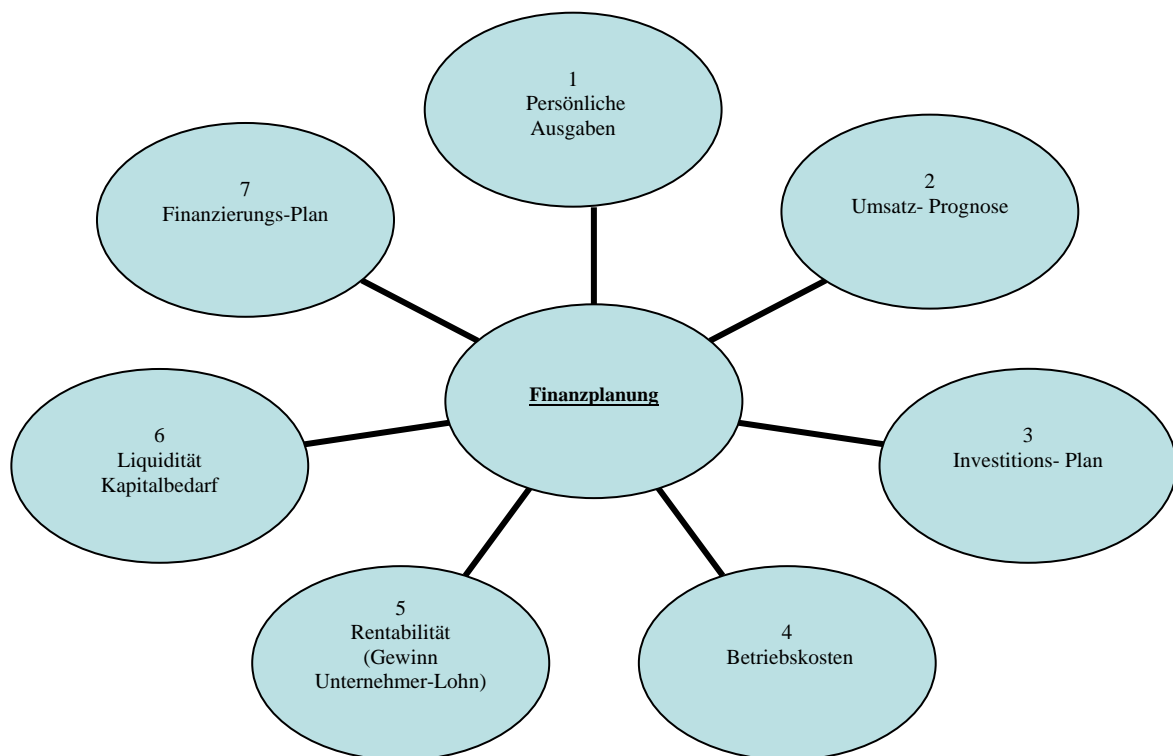 1
Persönliche
Ausgaben
2
Umsatz- Prognose
3
Investitions- Plan
4
Betriebskosten
5
Rentabilität
(Gewinn
Unternehmer-Lohn)
6
Liquidität
Kapitalbedarf
7
Finanzierungs-Plan
Finanzplanung